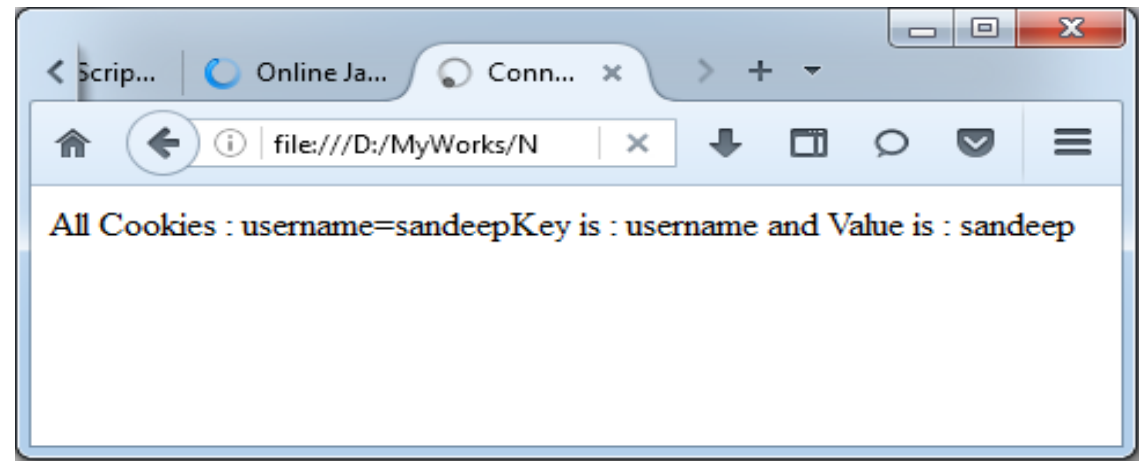 Scrip... Online Ja... Conn...
file:///D:/MyWorks/N
All Cookies : username=sandeepKey is : username and Value is : sandeep